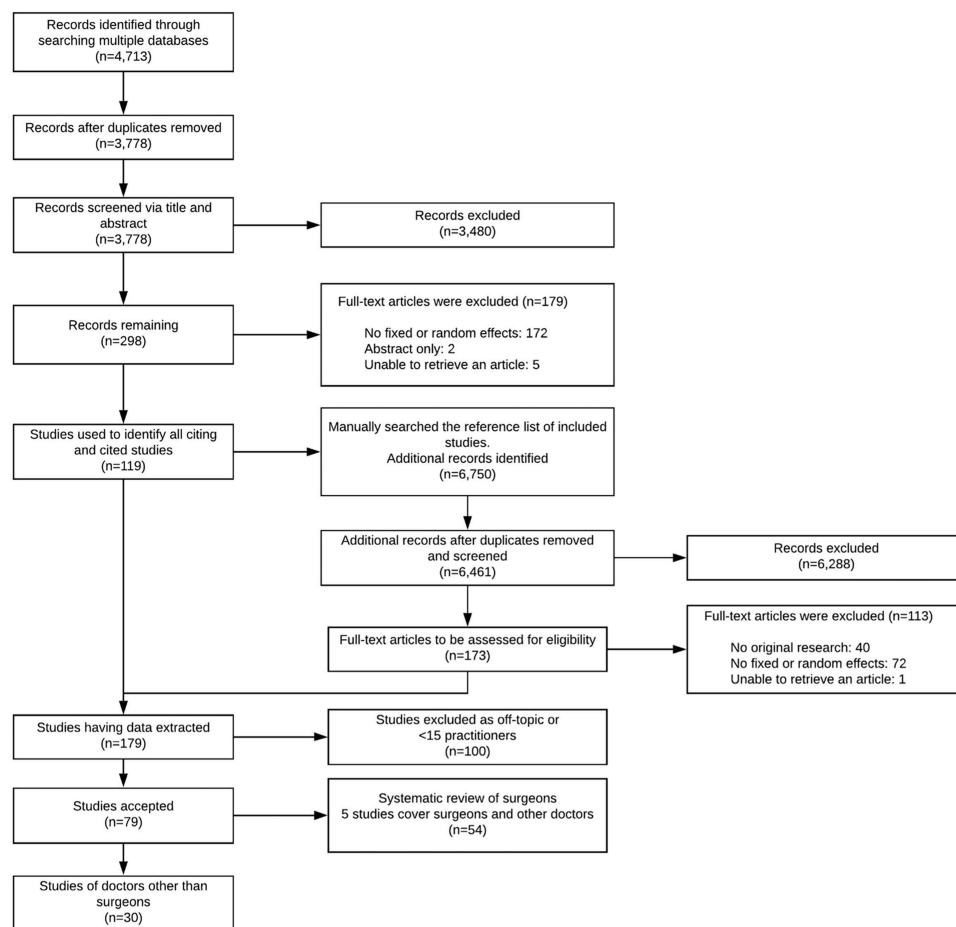 Records identified through
searching multiple databases
(n=4,713)
Records after duplicates removed
(n=3,778)
Records screened via title and
abstract
(n=3,778)
Records excluded
(n=3,480)
Records remaining
(n=298)
Full-text articles were excluded (n=179)
No fixed or random effects: 172
Abstract only: 2
Unable to retrieve an article: 5
Studies used to identify all citing
and cited studies
(n=119)
Manually searched the reference list of included
studies.
Additional records identified
(n=6,750)
Additional records after duplicates removed
and screened
(n=6,461)
Records excluded
(n=6,288)
Full-text articles to be assessed for eligibility
(n=173)
Full-text articles were excluded (n=113)
No original research: 40
No fixed or random effects: 72
Unable to retrieve an article: 1
Studies having data extracted
(n=179)
Studies excluded as off-topic or
<15 practitioners
(n=100)
Studies accepted
(n=79)
Systematic review of surgeons
5 studies cover surgeons and other doctors
(n=54)
Studies of doctors other than
surgeons
(n=30)